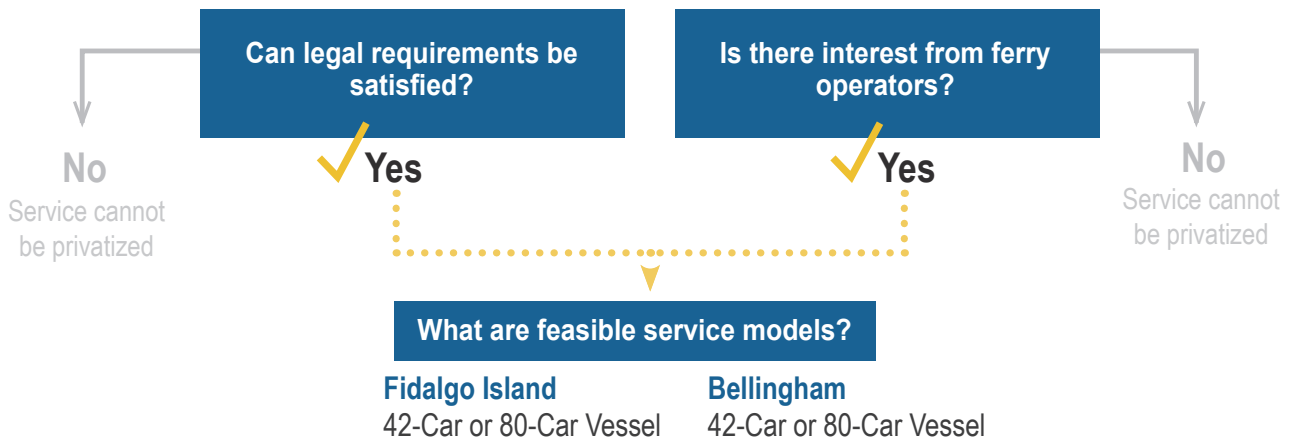 Can legal requirements be
satisfied?
Is there interest from ferry
operators?
No
Service cannot
be privatized
Yes
Yes
No
Service cannot
be privatized
What are feasible service models?
Fidalgo Island
42-Car or 80-Car Vessel
Bellingham
42-Car or 80-Car Vessel